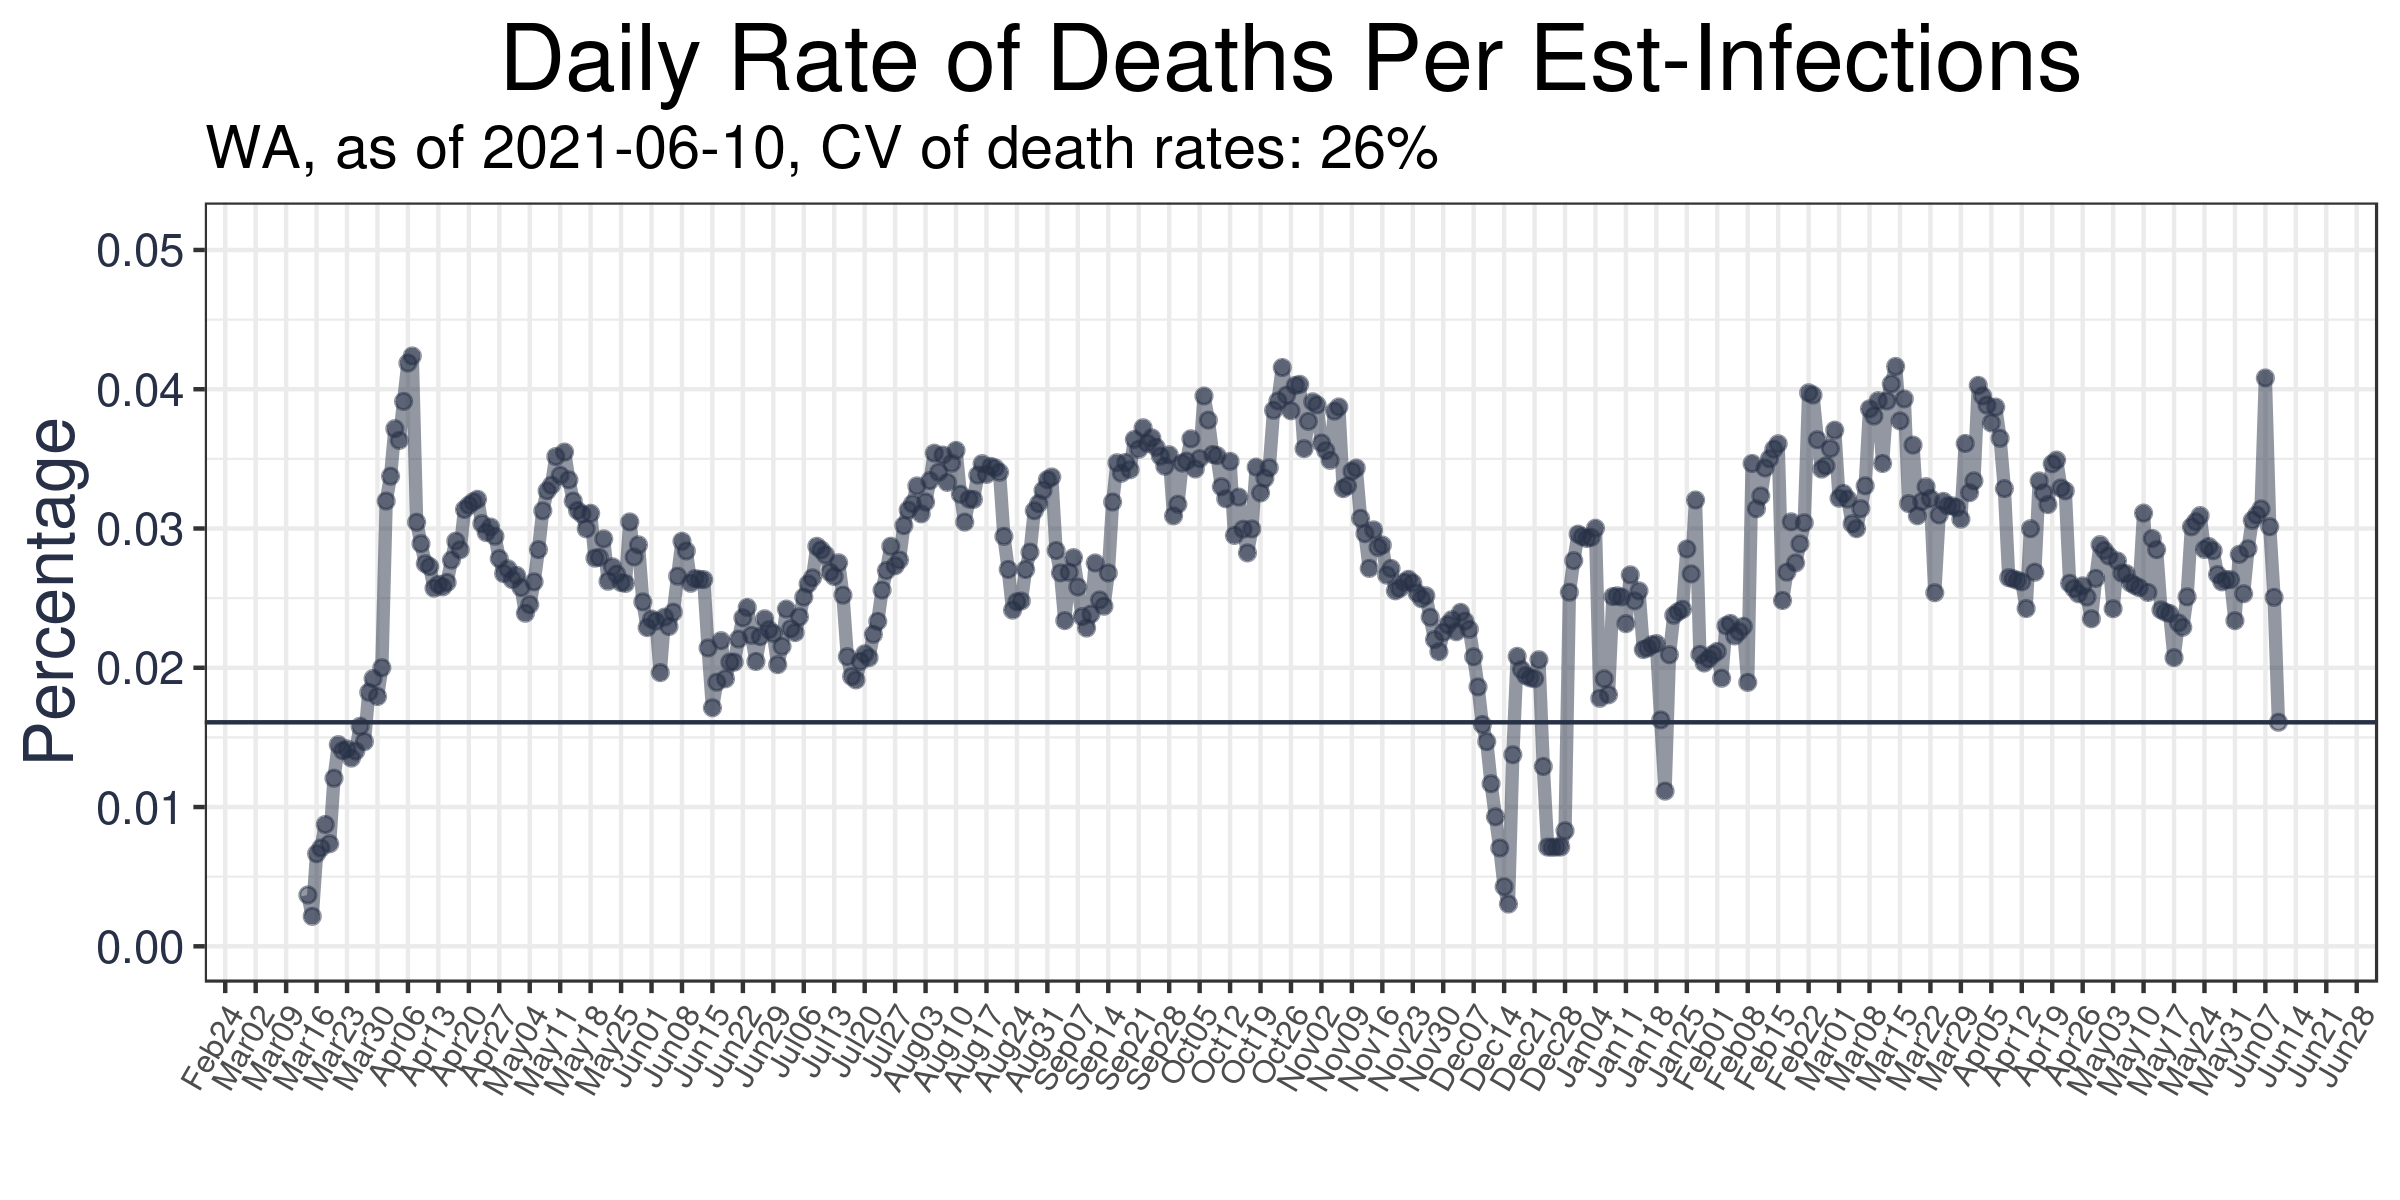 Daily Rate of Deaths Per Est-Infections
WA, as of 2021-06-10, CV of death rates: 26%
Percentage
0.05
0.04
0.03
0.02
0.01
0.00
Feb24
Mar02
Mar09
Mar16
Mar23
Mar30
Apr06
Apr13
Apr20
Apr27
May04
May11
May18
May25
Jun01
Jun08
Jun15
Jun22
Jun29
Jul06
Jul13
Jul20
Jul27
Aug03
Aug10
Aug17
Aug24
Aug31
Sep07
Sep14
Sep21
Sep28
Oct05
Oct12
Oct19
Oct26
Nov02
Nov09
Nov16
Nov23
Nov30
Dec07
Dec14
Dec21
Dec28
Jan04
Jan11
Jan18
Jan25
Feb01
Feb08
Feb15
Feb22
Mar01
Mar08
Mar15
Mar22
Mar29
Apr05
Apr12
Apr19
Apr26
May03
May10
May17
May24
May31
Jun07
Jun14
Jun21
Jun28